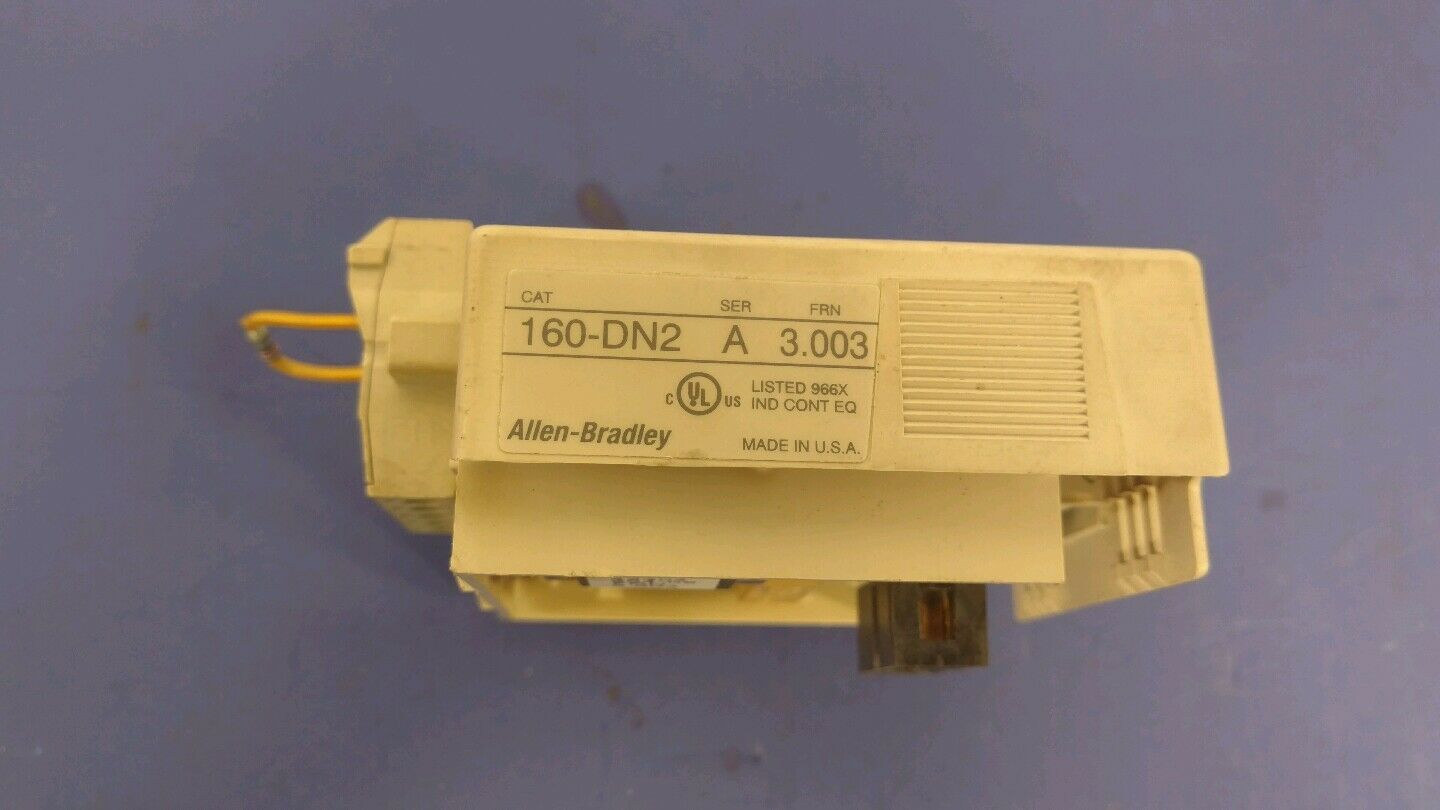 CAT SER FRN
160-DN2 A 3.003
C UL US LISTED 966X
IND CONT EQ
Allen-Bradley MADE IN U.S.A.